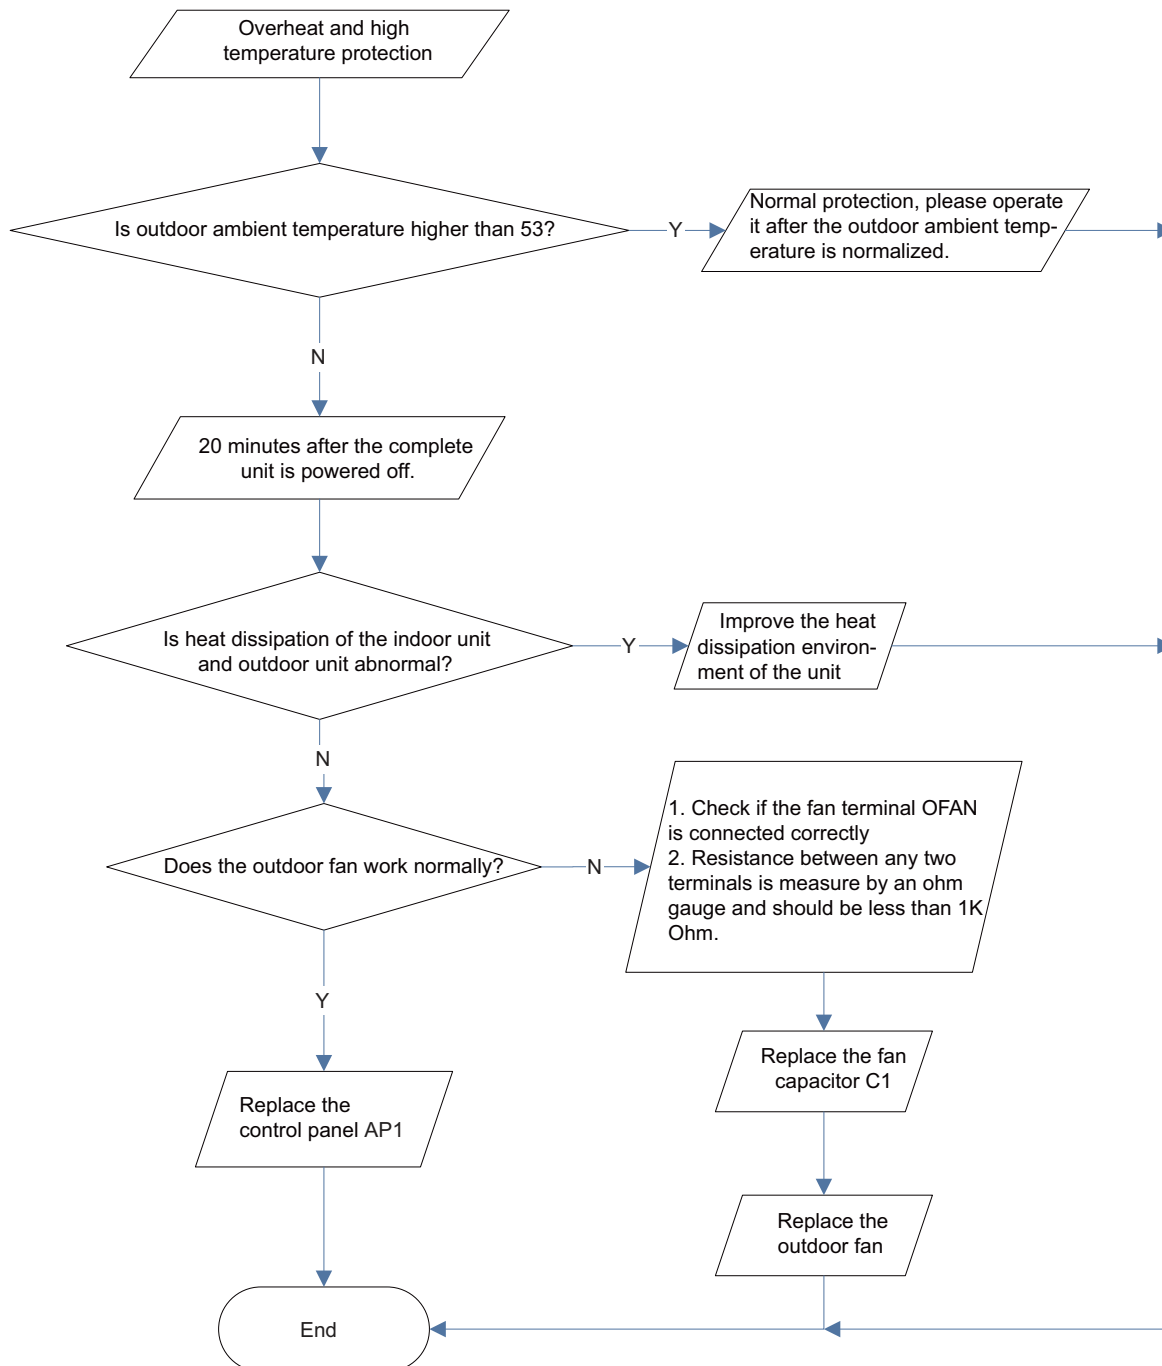 Overheat and high
temperature protection
Is outdoor ambient temperature higher than 53?
Y
Normal protection, please operate
it after the outdoor ambient temp-
erature is normalized.
N
20 minutes after the complete
unit is powered off.
Is heat dissipation of the indoor unit
and outdoor unit abnormal?
Y
Improve the heat
dissipation environ-
ment of the unit
N
Does the outdoor fan work normally?
N
1. Check if the fan terminal OFAN
is connected correctly
2. Resistance between any two
terminals is measure by an ohm
gauge and should be less than 1K
Ohm.
Y
Replace the fan
capacitor C1
Replace the
control panel AP1
Replace the
outdoor fan
End